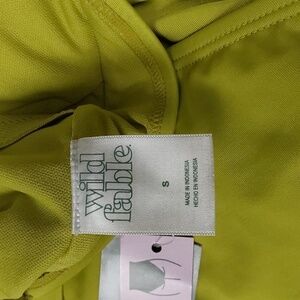 wild
fable.
S
MADE IN INDONESIA
HECHO EN INDONESIA